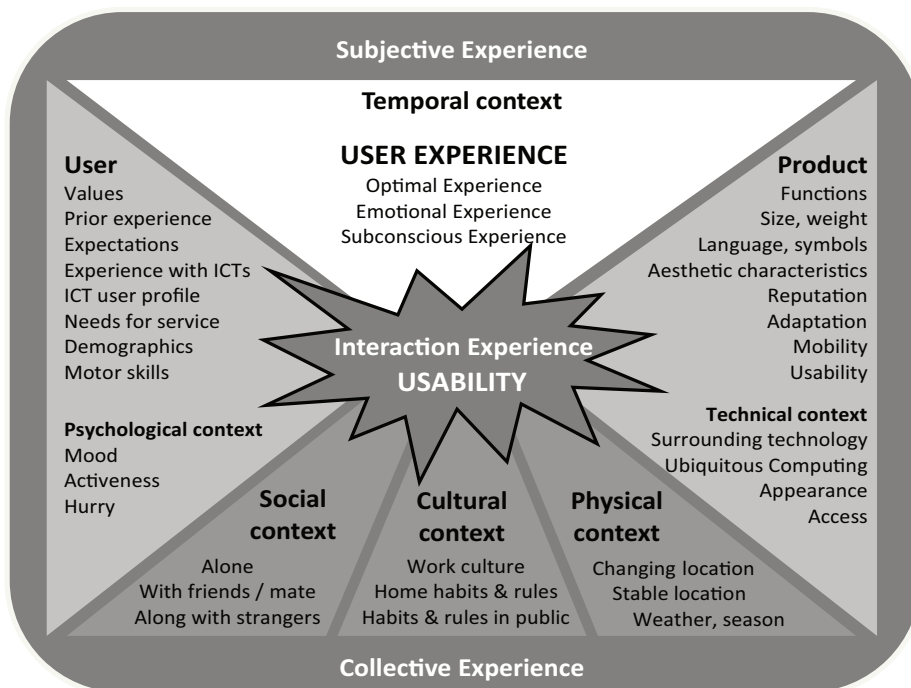 Subjective Experience
Temporal context
USER EXPERIENCE
Optimal Experience
Emotional Experience
Subconscious Experience
User
Values
Prior experience
Expectations
Experience with ICTs
ICT user profile
Needs for service
Demographics
Motor skills
Psychological context
Mood
Activeness
Hurry
Product
Functions
Size, weight
Language, symbols
Aesthetic characteristics
Reputation
Adaptation
Mobility
Usability
Technical context
Surrounding technology
Ubiquitous Computing
Appearance
Access
Interaction Experience
USABILITY
Social
context
Alone
With friends / mate
Along with strangers
Cultural
context
Work culture
Home habits & rules
Habits & rules in public
Physical
context
Changing location
Stable location
Weather, season
Collective Experience